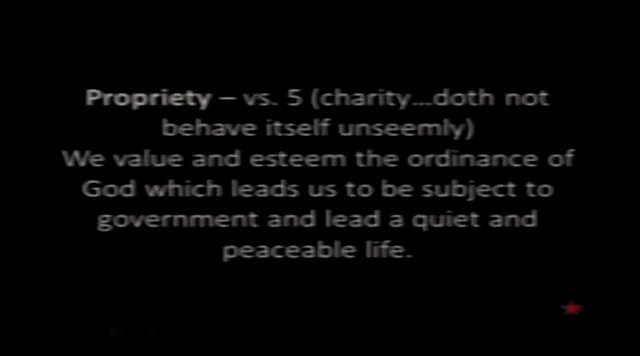 Propriety – vs. 5 (charity...doth not
behave itself unseemly)
We value and esteem the ordinance of
God which leads us to be subject to
government and lead a quiet and
peaceable life.